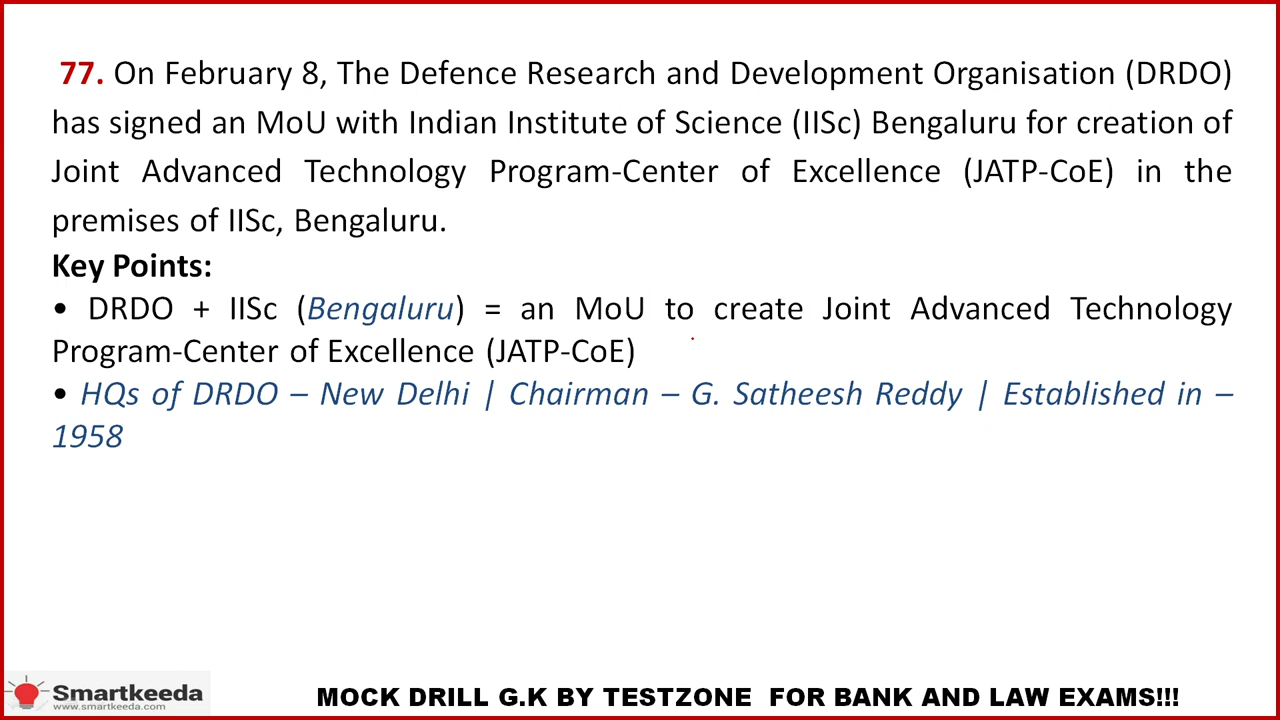 77. On February 8, The Defence Research and Development Organisation (DRDO)
has signed an MoU with Indian Institute of Science (IISc) Bengaluru for creation of
Joint Advanced Technology Program-Center of Excellence (JATP-CoE) in the
premises of IISc, Bengaluru.
Key Points:
• DRDO + IISc (Bengaluru) = an MoU to create Joint Advanced Technology
Program-Center of Excellence (JATP-CoE)
• HQs of DRDO – New Delhi | Chairman – G. Satheesh Reddy | Established in –
1958
Smartkeeda
www.smartkeeda.com
MOCK DRILL G.K BY TESTZONE FOR BANK AND LAW EXAMS!!!